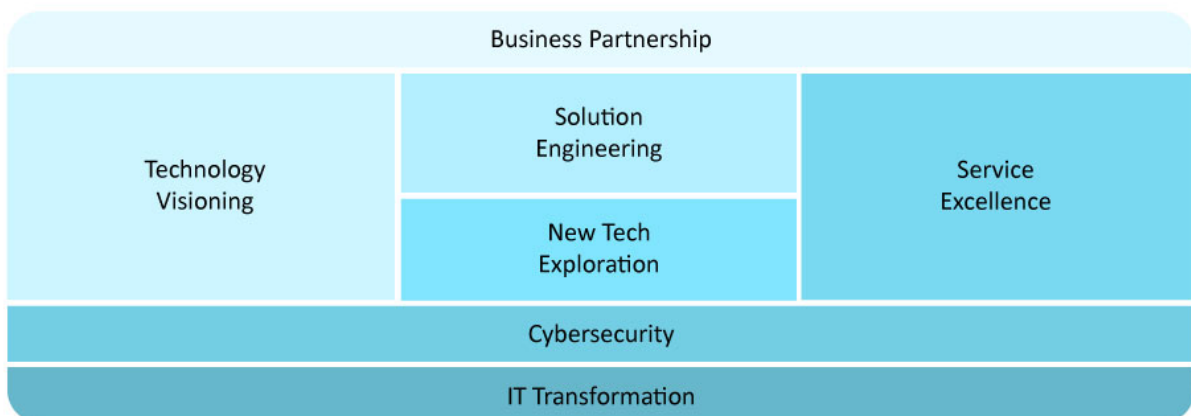 Business Partnership
Technology
Visioning
Solution
Engineering
New Tech
Exploration
Service
Excellence
Cybersecurity
IT Transformation